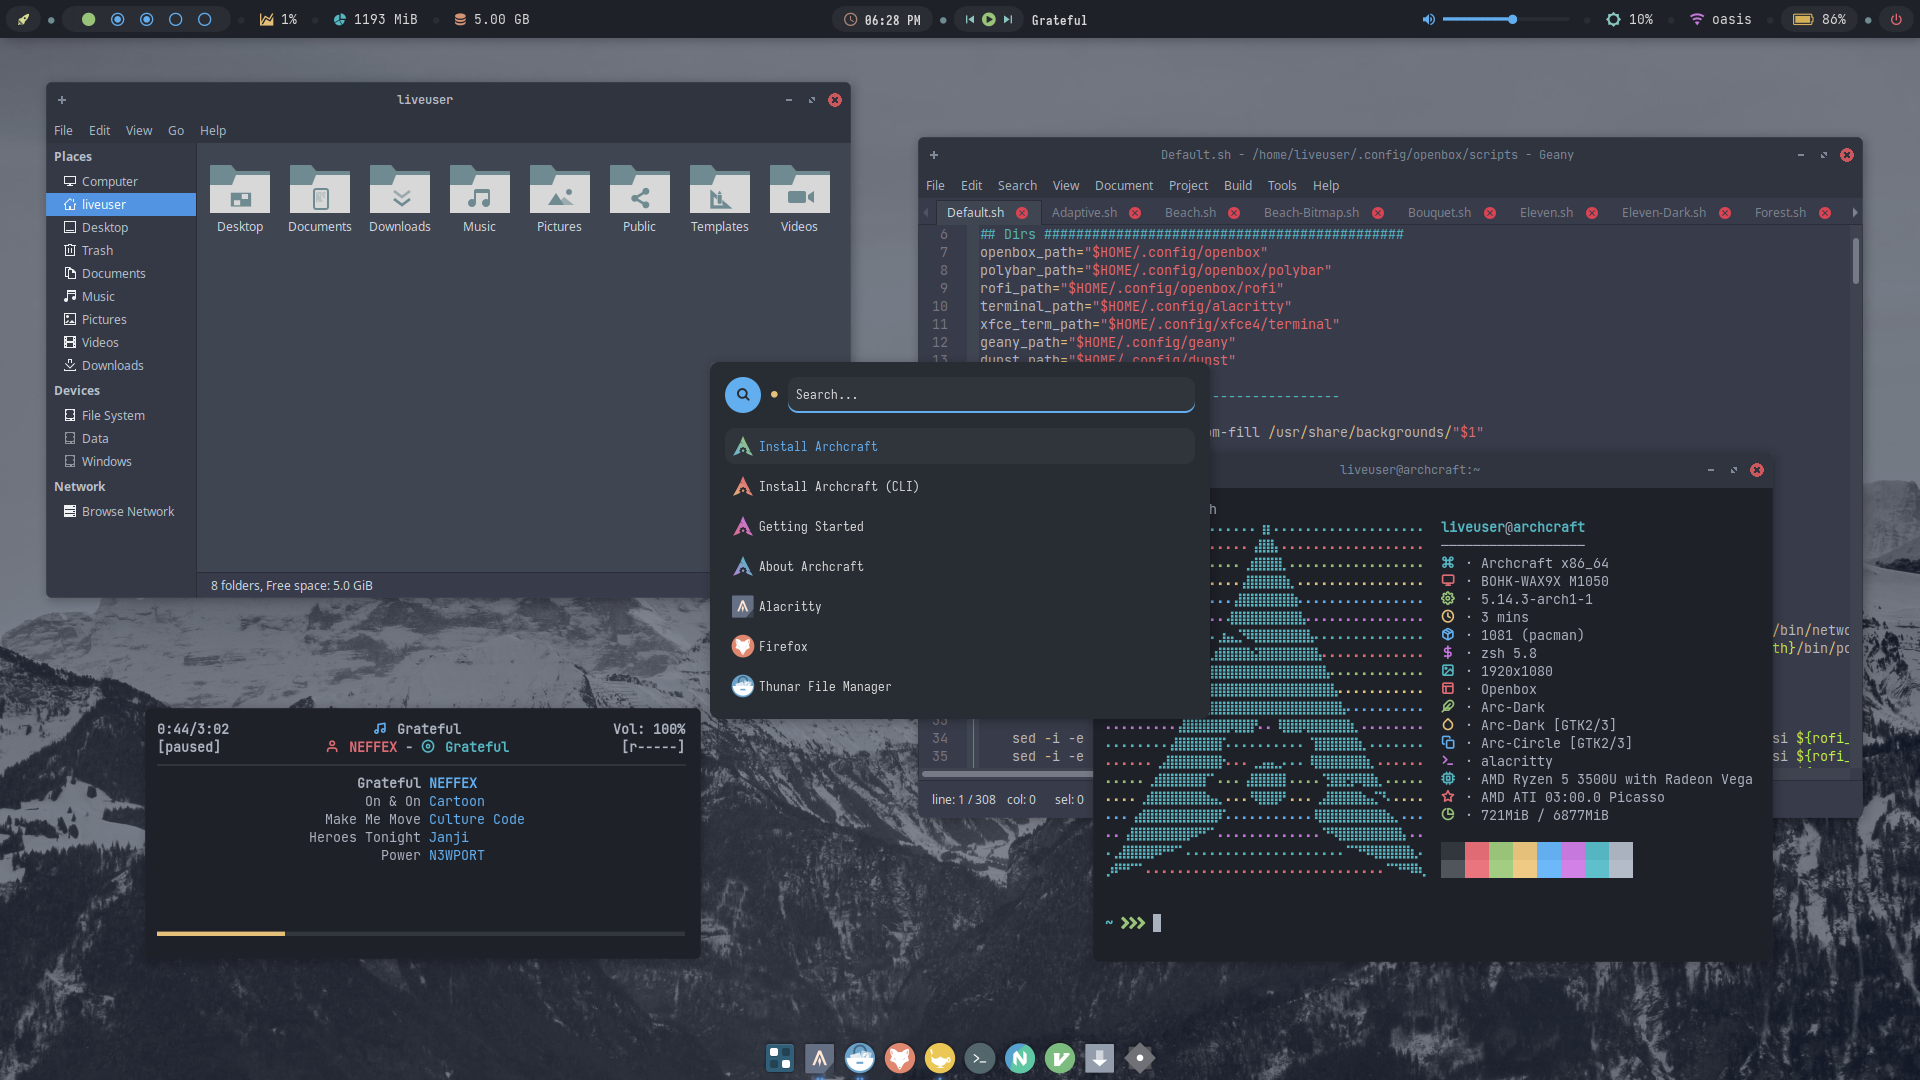 1% 1193 MiB 5.00 GB 06:28 PM Grateful 10% oasis 86%
liveuser
File Edit View Go Help
Places
Computer
liveuser
Desktop
Trash
Documents
Music
Pictures
Videos
Downloads
Devices
File System
Data
Windows
Network
Browse Network
Desktop Documents Downloads Music Pictures Public Templates Videos
8 folders, Free space: 5.0 GiB
Default.sh - /home/liveuser/.config/openbox/scripts - Geany
File Edit Search View Document Project Build Tools Help
Default.sh Adaptive.sh Beach.sh Beach-Bitmap.sh Bouquet.sh Eleven.sh Eleven-Dark.sh Forest.sh
6 ## Dirs #############################################
7 openbox_path="$HOME/.config/openbox"
8 polybar_path="$HOME/.config/openbox/polybar"
9 rofi_path="$HOME/.config/openbox/rofi"
10 terminal_path="$HOME/.config/alacritty"
11 xfce_term_path="$HOME/.config/xfce4/terminal"
12 geany_path="$HOME/.config/geany"
13 dunst_path="$HOME/.config/dunst"
----------------
om-fill /usr/share/backgrounds/"$1"
/bin/netwo
th}/bin/po
33
34 sed -i -e si ${rofi_
35 sed -i -e si ${rofi_
line: 1 / 308 col: 0 sel: 0
Search...
Install Archcraft
Install Archcraft (CLI)
Getting Started
About Archcraft
Alacritty
Firefox
Thunar File Manager
liveuser@archcraft:~
h
liveuser@archcraft
· Archcraft x86_64
· BOHK-WAX9X M1050
· 5.14.3-arch1-1
· 3 mins
· 1081 (pacman)
· zsh 5.8
· 1920x1080
· Openbox
· Arc-Dark
· Arc-Dark [GTK2/3]
· Arc-Circle [GTK2/3]
· alacritty
· AMD Ryzen 5 3500U with Radeon Vega
· AMD ATI 03:00.0 Picasso
· 721MiB / 6877MiB
~
0:44/3:02 Grateful Vol: 100%
[paused] NEFFEX - Grateful [r-----]
Grateful NEFFEX
On & On Cartoon
Make Me Move Culture Code
Heroes Tonight Janji
Power N3WPORT